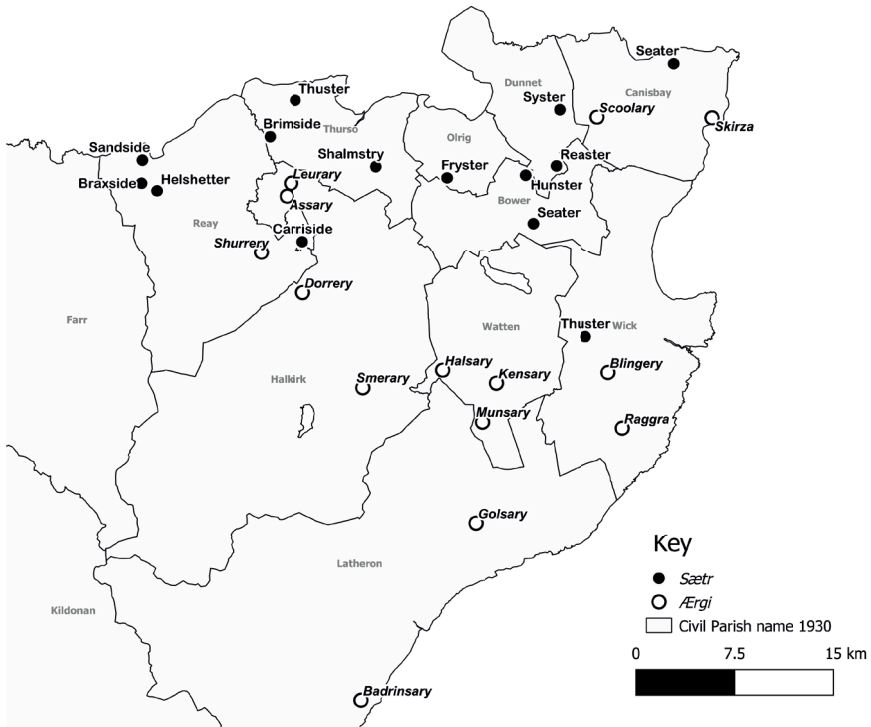 Seater
Dunnet
Canisbay
Thuster
Syster
Scoolary
Skirza
Brimside
Thurso
Olrig
Sandside
Shalmstry
Reaster
Leurary
Fryster
Braxside
Helshetter
Hunster
Assary
Bower
Seater
Reay
Carriside
Shurrery
Dorrery
Farr
Thuster
Wick
Watten
Halsary
Blingery
Halkirk
Smerary
Kensary
Munsary
Raggra
Golsary
Latheron
Kildonan
Badrinsary
Key
Sætr
Ærgi
Civil Parish name 1930
0 7.5 15 km